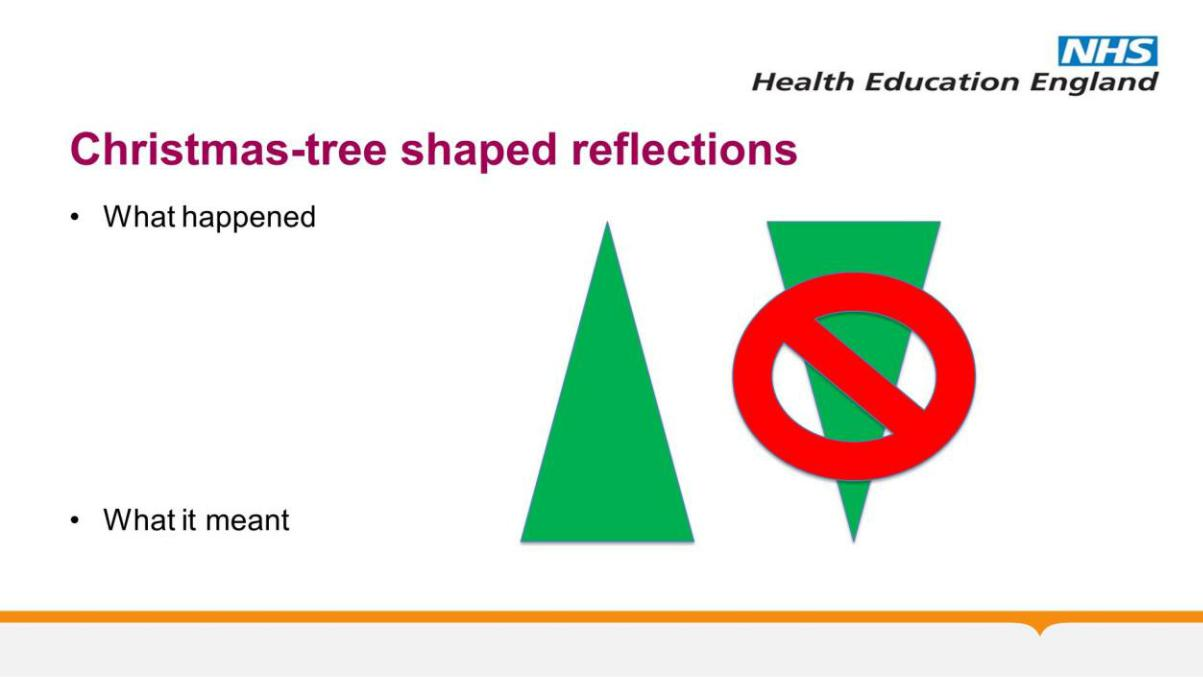 NHS
Health Education England
Christmas-tree shaped reflections
• What happened
• What it meant